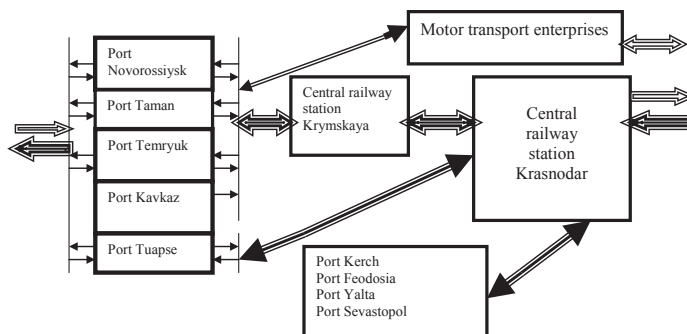 Port
Novorossiysk
Port Taman
Port Temryuk
Port Kavkaz
Port Tuapse
Motor transport enterprises
Central railway
station
Krymskaya
Central
railway
station
Krasnodar
Port Kerch
Port Feodosia
Port Yalta
Port Sevastopol